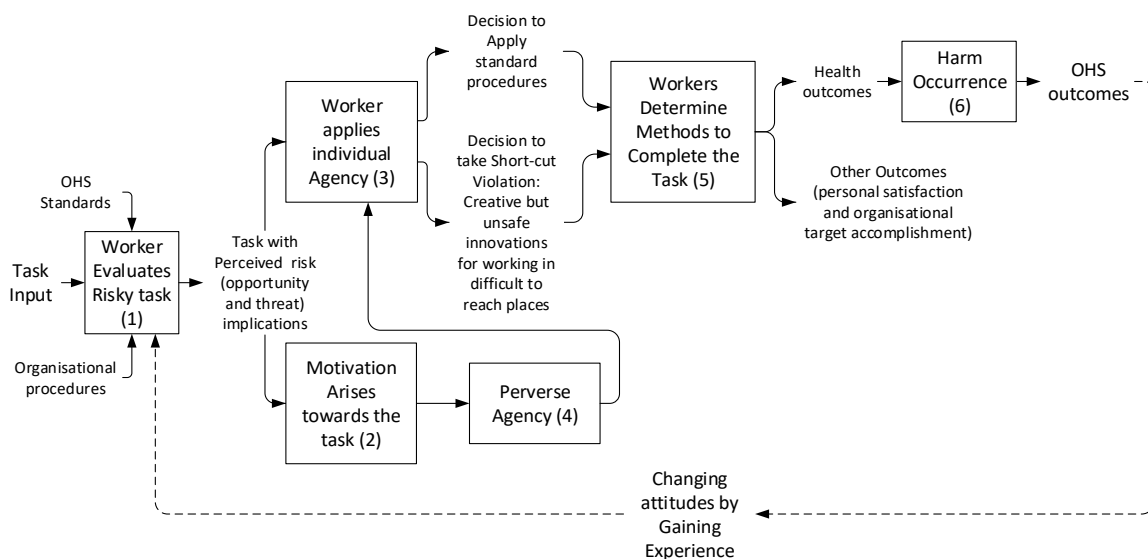 Task
Input
OHS
Standards
Organisational
procedures
Worker
Evaluates
Risky task
(1)
Task with
Perceived risk
(opportunity
and threat)
implications
Worker
applies
individual
Agency (3)
Motivation
Arises
towards the
task (2)
Perverse
Agency (4)
Decision to
Apply
standard
procedures
Decision to
take Short-cut
Violation:
Creative but
unsafe
innovations
for working in
difficult to
reach places
Workers
Determine
Methods to
Complete the
Task (5)
Health
outcomes
Other Outcomes
(personal satisfaction
and organisational
target accomplishment)
Harm
Occurrence
(6)
OHS
outcomes
Changing
attitudes by
Gaining
Experience